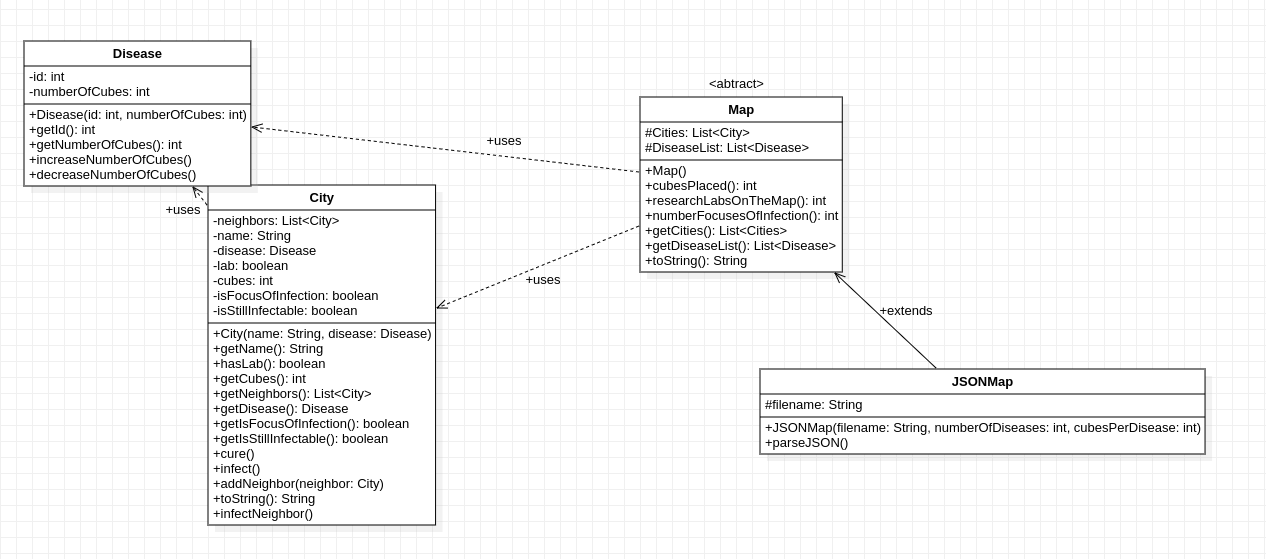 Disease
-id: int
-numberOfCubes: int
+Disease(id: int, numberOfCubes: int)
+getId(): int
+getNumberOfCubes(): int
+increaseNumberOfCubes()
+decreaseNumberOfCubes()
+uses
City
-neighbors: List<City>
-name: String
-disease: Disease
-lab: boolean
-cubes: int
-isFocusOfInfection: boolean
-isStillInfectable: boolean
+City(name: String, disease: Disease)
+getName(): String
+hasLab(): boolean
+getCubes(): int
+getNeighbors(): List<City>
+getDisease(): Disease
+getIsFocusOfInfection(): boolean
+getIsStillInfectable(): boolean
+cure()
+infect()
+addNeighbor(neighbor: City)
+toString(): String
+infectNeighbor()
+uses
+uses
<abtract>
Map
#Cities: List<City>
#DiseaseList: List<Disease>
+Map()
+cubesPlaced(): int
+researchLabsOnTheMap(): int
+numberFocusesOfInfection(): int
+getCities(): List<Cities>
+getDiseaseList(): List<Disease>
+toString(): String
+extends
JSONMap
#filename: String
+JSONMap(filename: String, numberOfDiseases: int, cubesPerDisease: int)
+parseJSON()